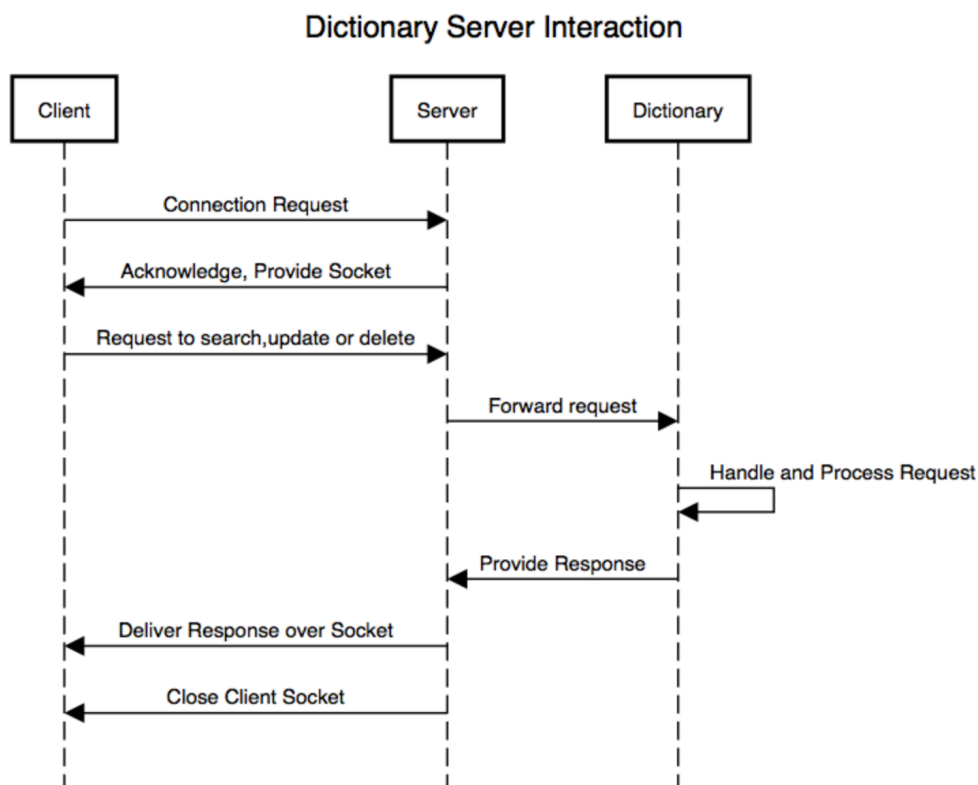 Dictionary Server Interaction
Client
Server
Dictionary
Connection Request
Acknowledge, Provide Socket
Request to search,update or delete
Forward request
Handle and Process Request
Provide Response
Deliver Response over Socket
Close Client Socket